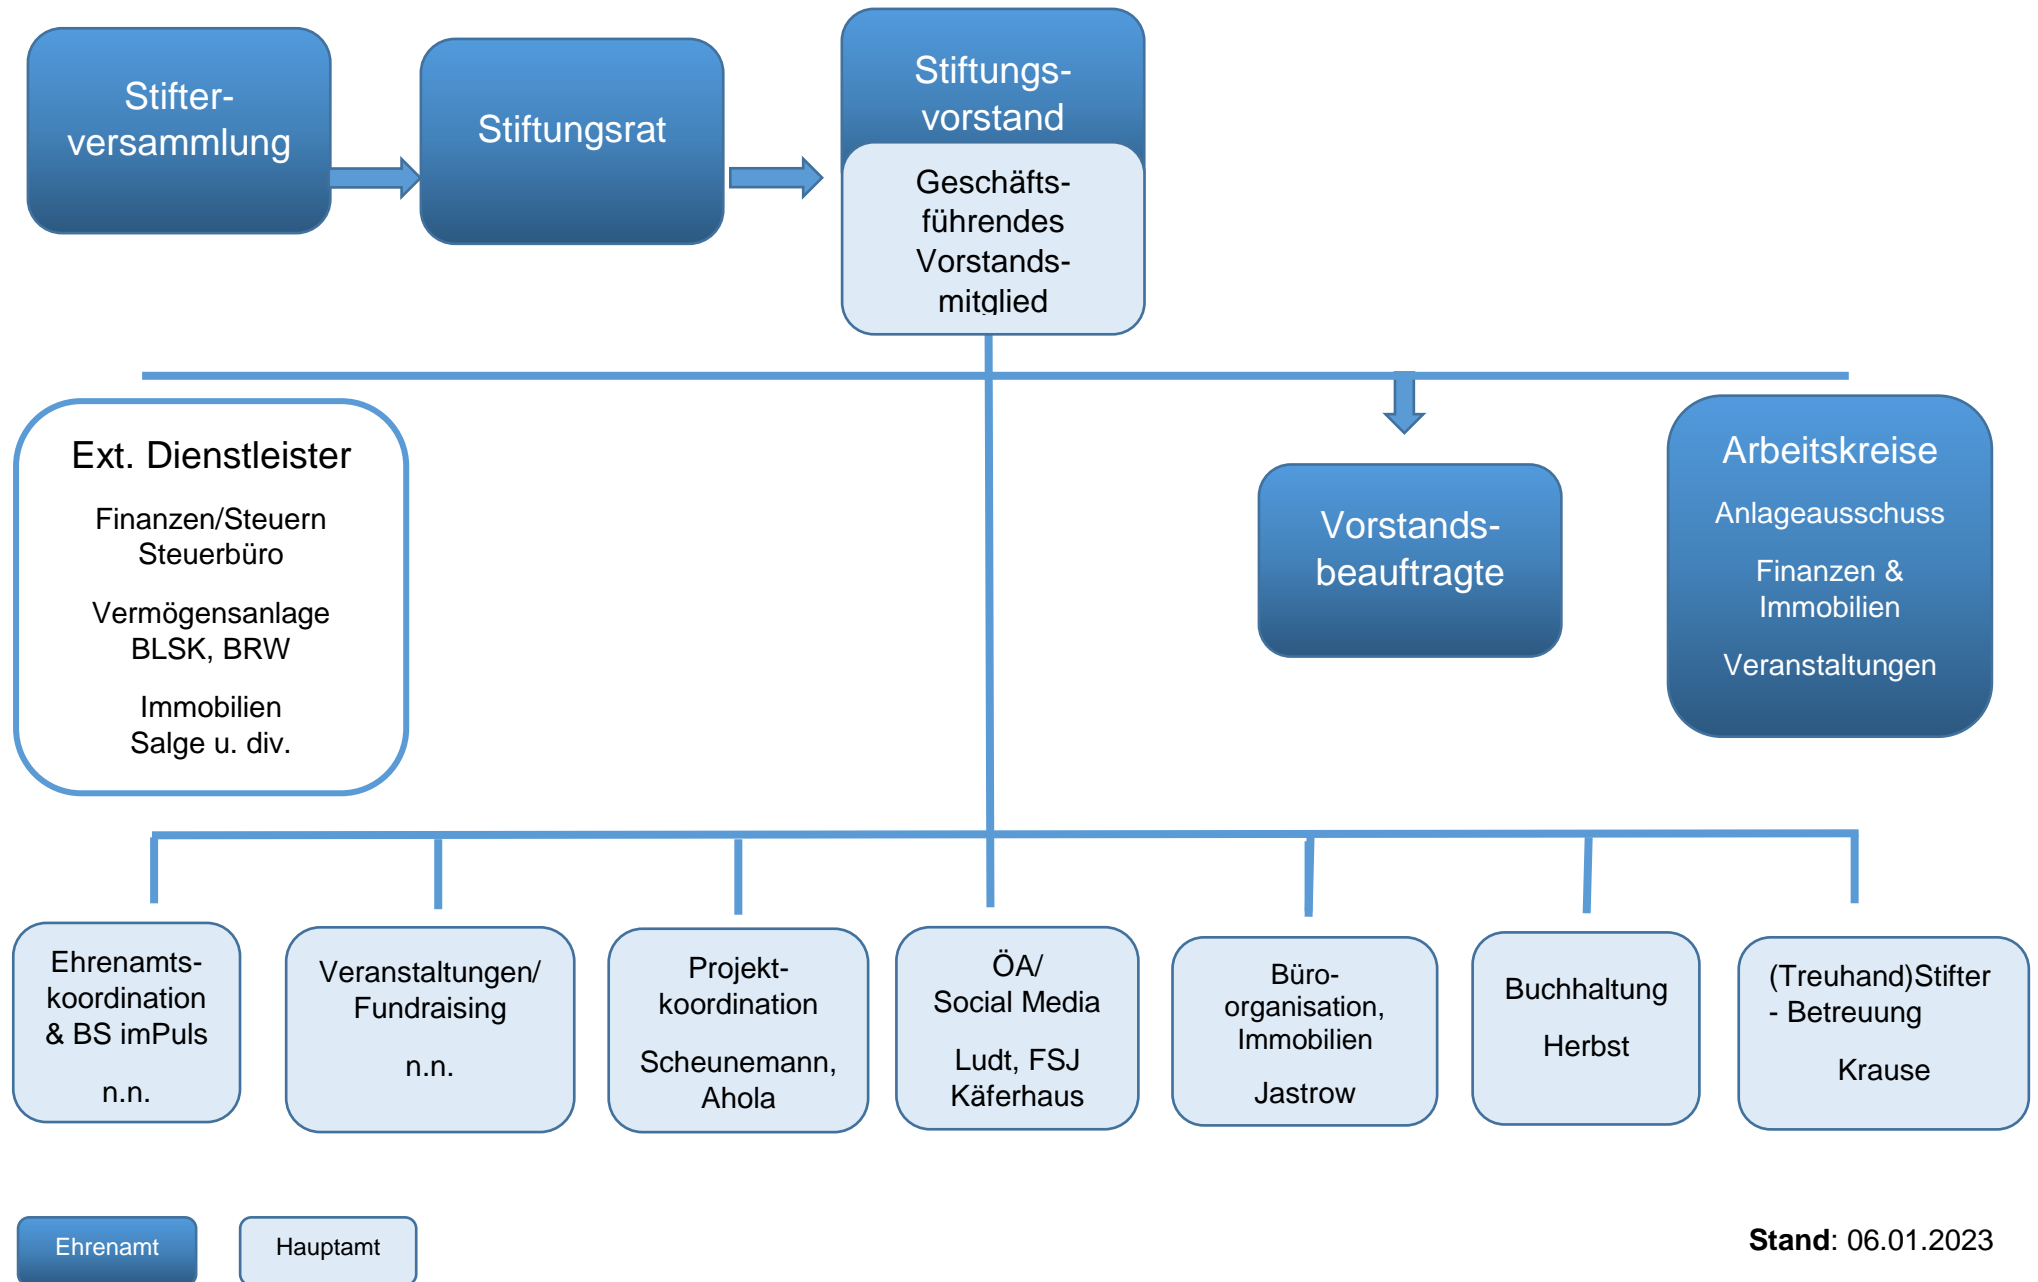 Stifter-
versammlung
Stiftungsrat
Stiftungs-
vorstand
Geschäfts-
führendes
Vorstands-
mitglied
Ext. Dienstleister
Finanzen/Steuern
Steuerbüro
Vermögensanlage
BLSK, BRW
Immobilien
Salge u. div.
Vorstands-
beauftragte
Arbeitskreise
Anlageausschuss
Finanzen &
Immobilien
Veranstaltungen
Ehrenamts-
koordination
& BS imPuls
n.n.
Veranstaltungen/
Fundraising
n.n.
Projekt-
koordination
Scheunemann,
Ahola
ÖA/
Social Media
Ludt, FSJ
Käferhaus
Büro-
organisation,
Immobilien
Jastrow
Buchhaltung
Herbst
(Treuhand)Stifter
- Betreuung
Krause
Ehrenamt
Hauptamt
Stand: 06.01.2023